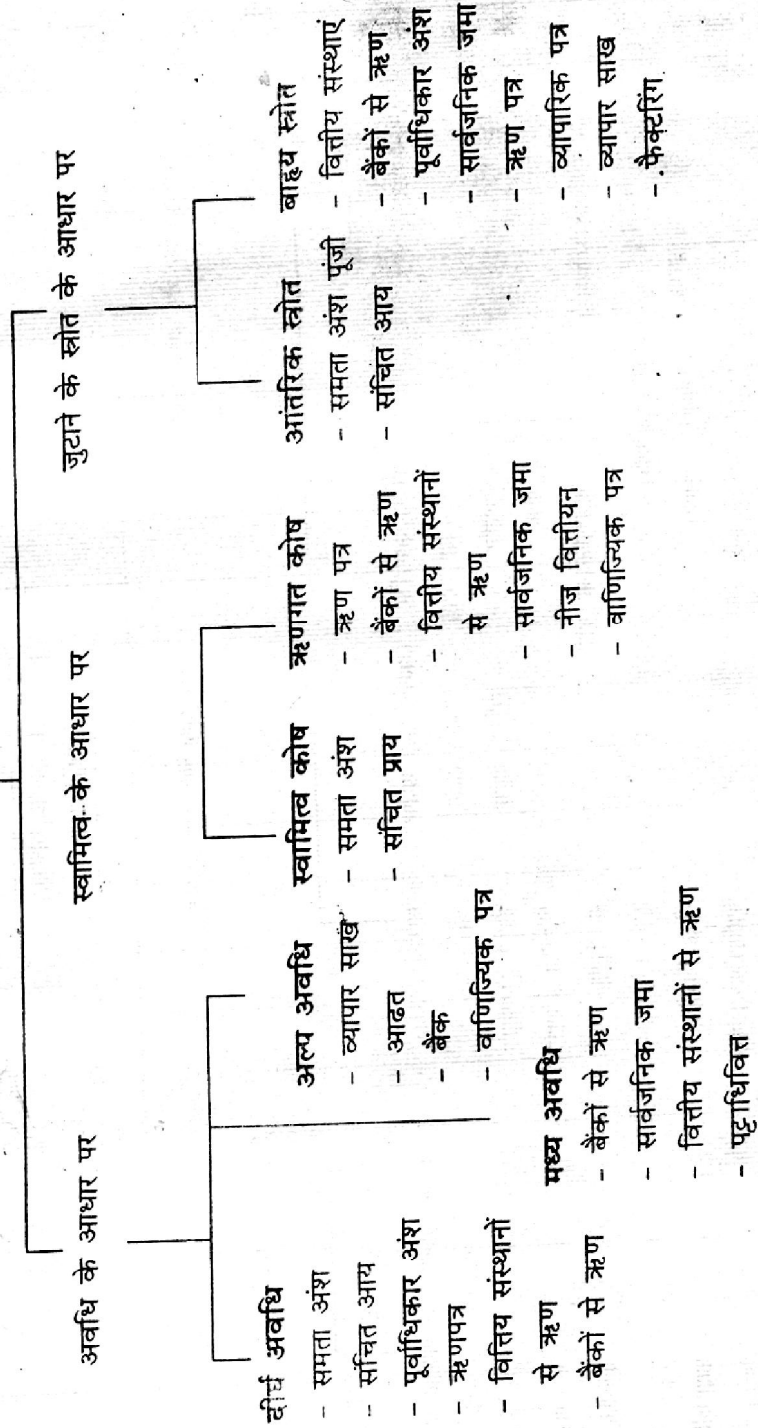 अवधि के आधार पर
स्वामित्व के आधार पर
जुटाने के स्त्रोत के आधार पर
दीर्घ अवधि
- समता अंश
- संचित आय
- पूर्वाधिकार अंश
- ऋणपत्र
- वित्तिय संस्थानों
से ऋण
- बैंकों से ऋण
मध्य अवधि
- बैंकों से ऋण
- सार्वजनिक जमा
- वित्तीय संस्थानों से ऋण
- पट्टाधिवित्त
अल्प अवधि
- व्यापार साख
- आढत
- बैंक
- वाणिज्यिक पत्र
स्वामित्व कोष
- समता अंश
- संचित प्राय
ऋणगत कोष
- ऋण पत्र
- बैंकों से ऋण
- वित्तीय संस्थानों
से ऋण
- सार्वजनिक जमा
- नीज वित्तीयन
- वाणिज्यिक पत्र
आंतरिक स्त्रोत
- समता अंश पूंजी
- संचित आय
बाहृय स्त्रोत
- वित्तीय संस्थाएं
- बैंकों से ऋण
- पूर्वाधिकार अंश
- सार्वजनिक जमा
- ऋण पत्र
- व्यापारिक पत्र
- व्यापार साख
- फैक्टरिंग